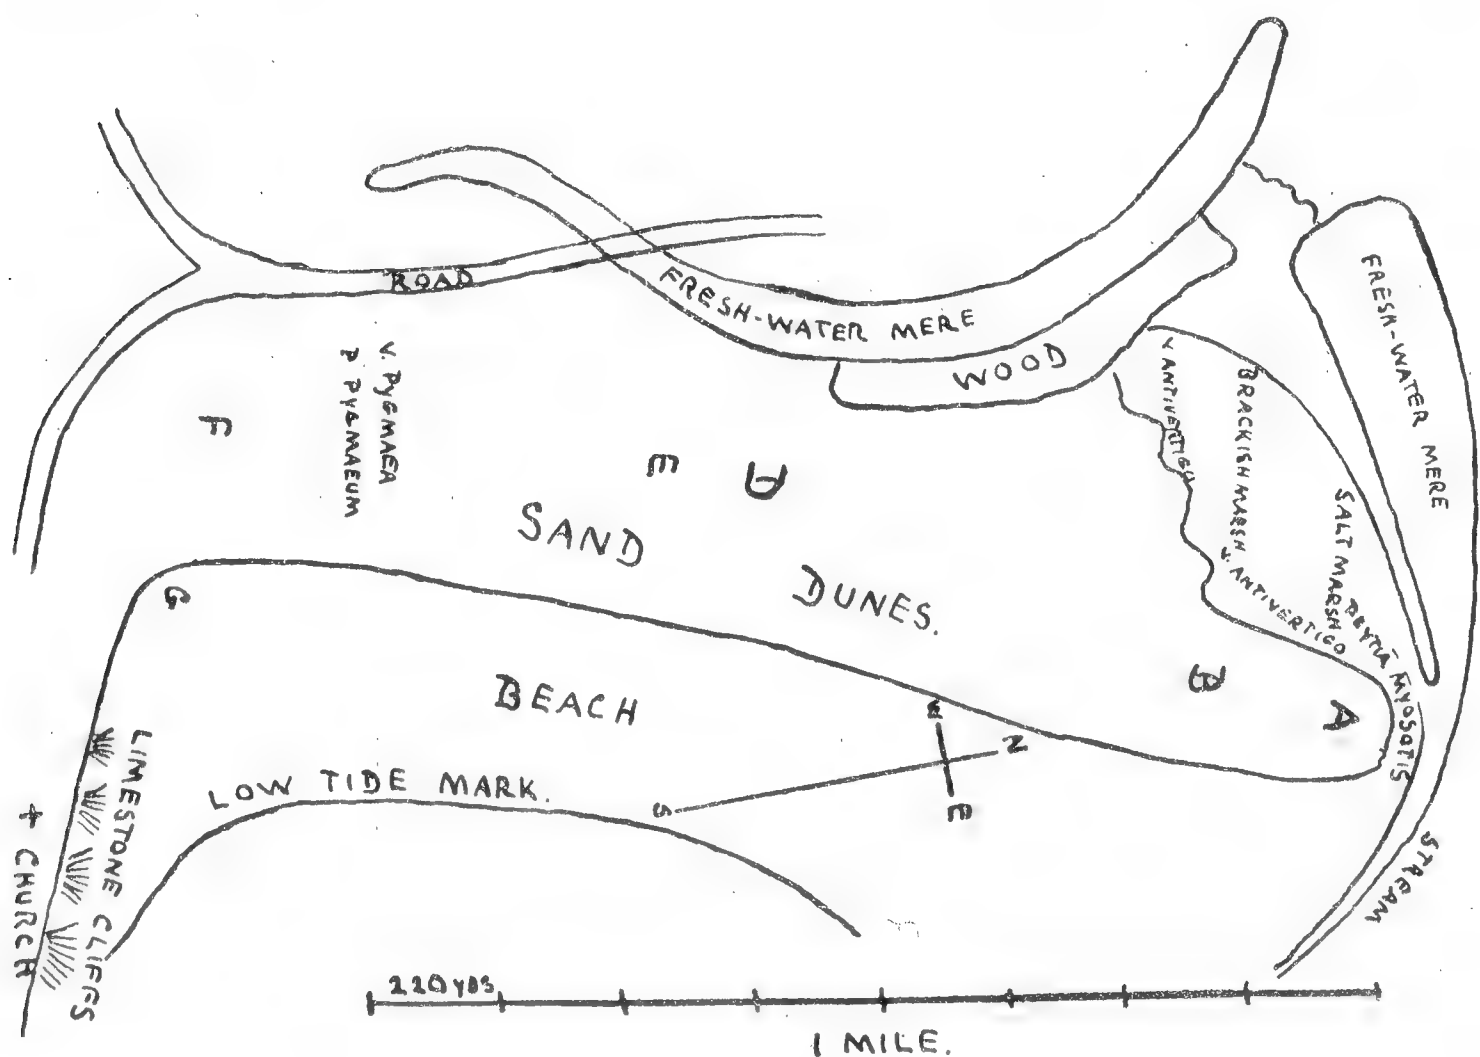 ROAD
FRESH-WATER MERE
WOOD
FRESH-WATER MERE
V. ANTIVERTIGO
BRACKISH MARSH
V. ANTIVERTIGO
SALT MARSH
MYOSOTIS
V. PYGMAEA
P. PYGMAEUM
F
E
SAND
DUNES.
G
B
A
BEACH
W
N
S
E
LOW TIDE MARK.
LIMESTONE CLIFFS
+ CHURCH
STREAM
220 YDS
1 MILE.